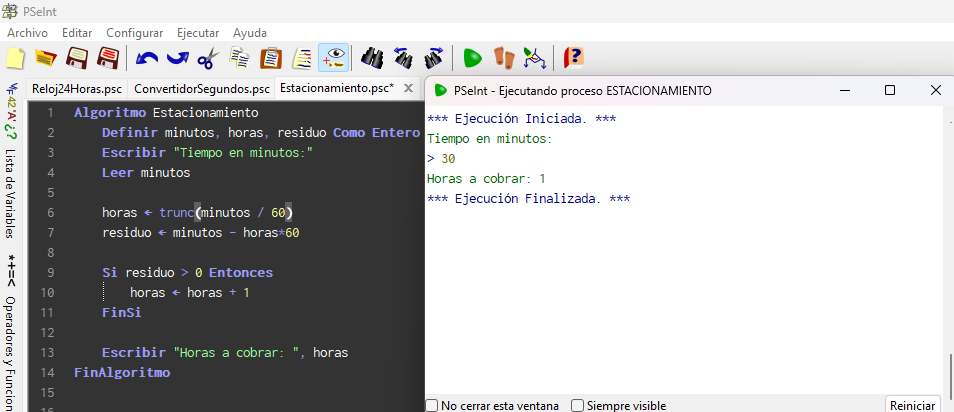 PSeInt
Archivo Editar Configurar Ejecutar Ayuda
Reloj24Horas.psc ConvertidorSegundos.psc Estacionamiento.psc*
Lista de Variables
Operadores y Funcion
1 Algoritmo Estacionamiento
2 Definir minutos, horas, residuo Como Entero
3 Escribir "Tiempo en minutos:"
4 Leer minutos
5
6 horas ← trunc(minutos / 60)
7 residuo ← minutos - horas*60
8
9 Si residuo > 0 Entonces
10 horas ← horas + 1
11 FinSi
12
13 Escribir "Horas a cobrar: ", horas
14 FinAlgoritmo
15
PSeInt - Ejecutando proceso ESTACIONAMIENTO
*** Ejecución Iniciada. ***
Tiempo en minutos:
> 30
Horas a cobrar: 1
*** Ejecución Finalizada. ***
No cerrar esta ventana Siempre visible Reiniciar